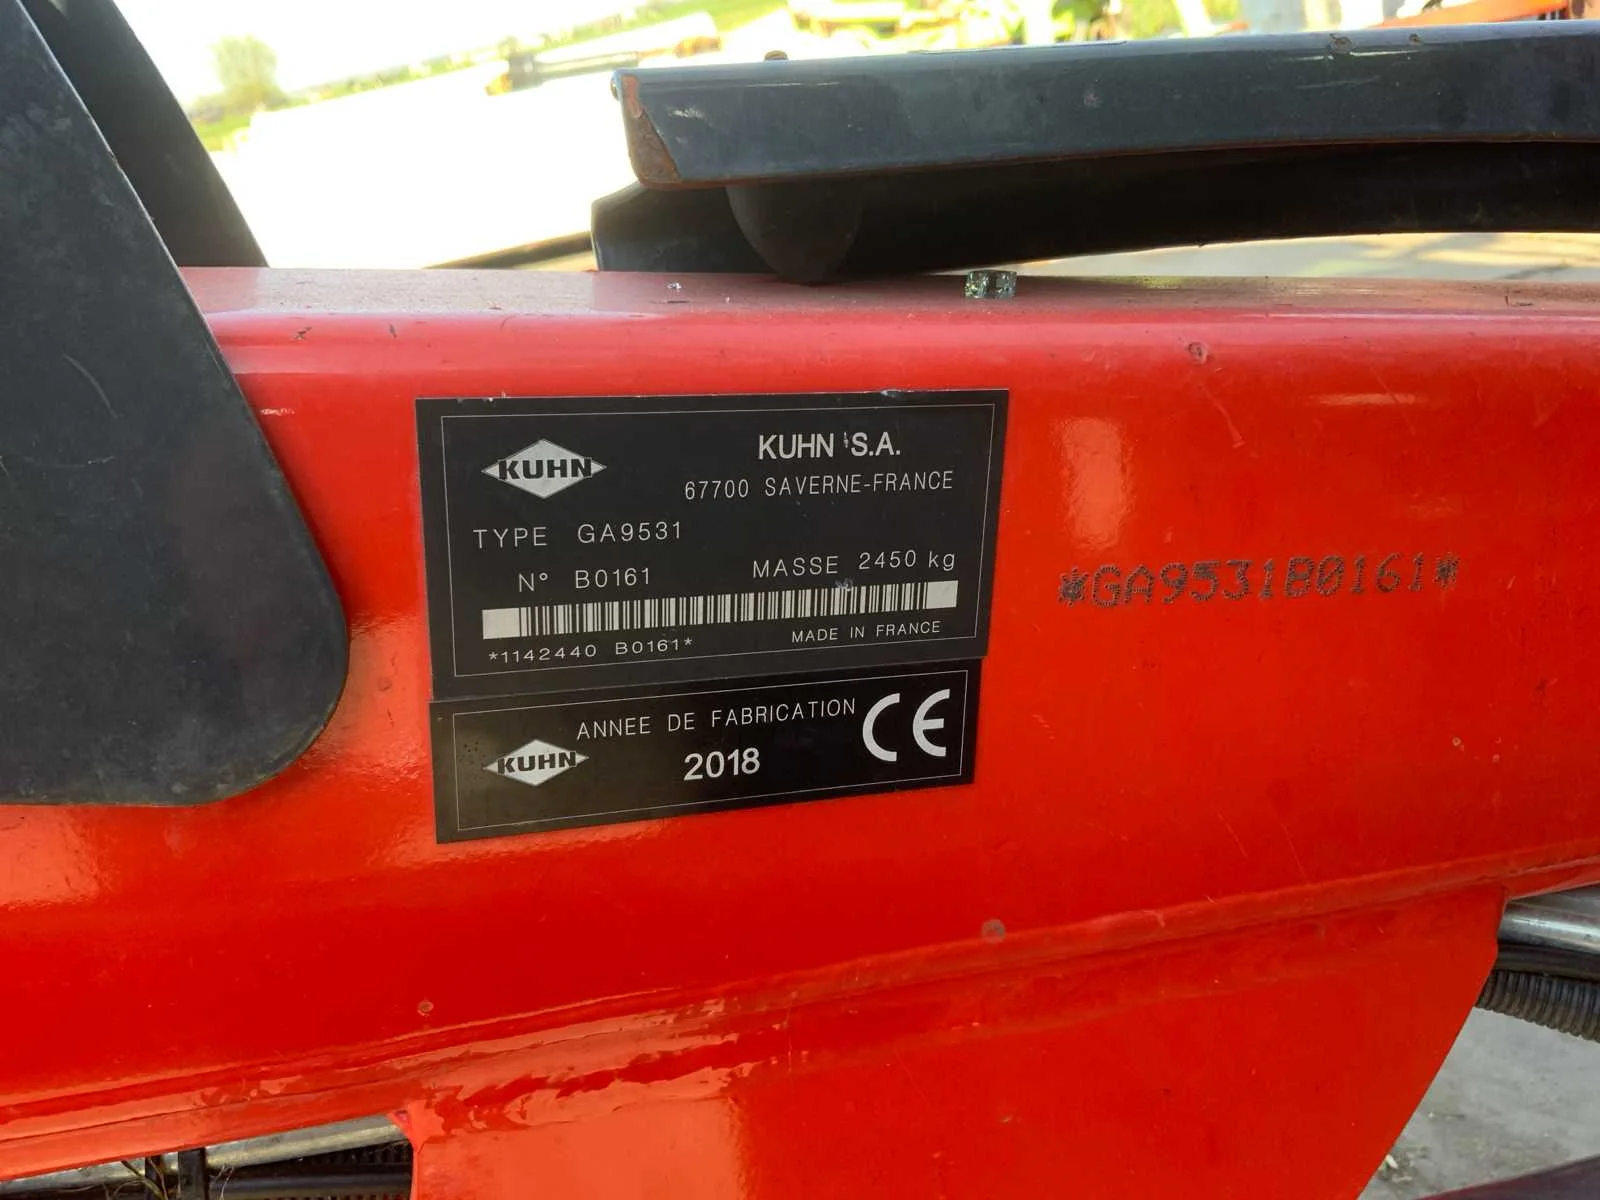 KUHN
KUHN S.A.
67700 SAVERNE-FRANCE
TYPE GA9531
N° B0161 MASSE 2450 kg
*1142440 B0161* MADE IN FRANCE
ANNEE DE FABRICATION
KUHN
2018
CE
*GA9531B0161*